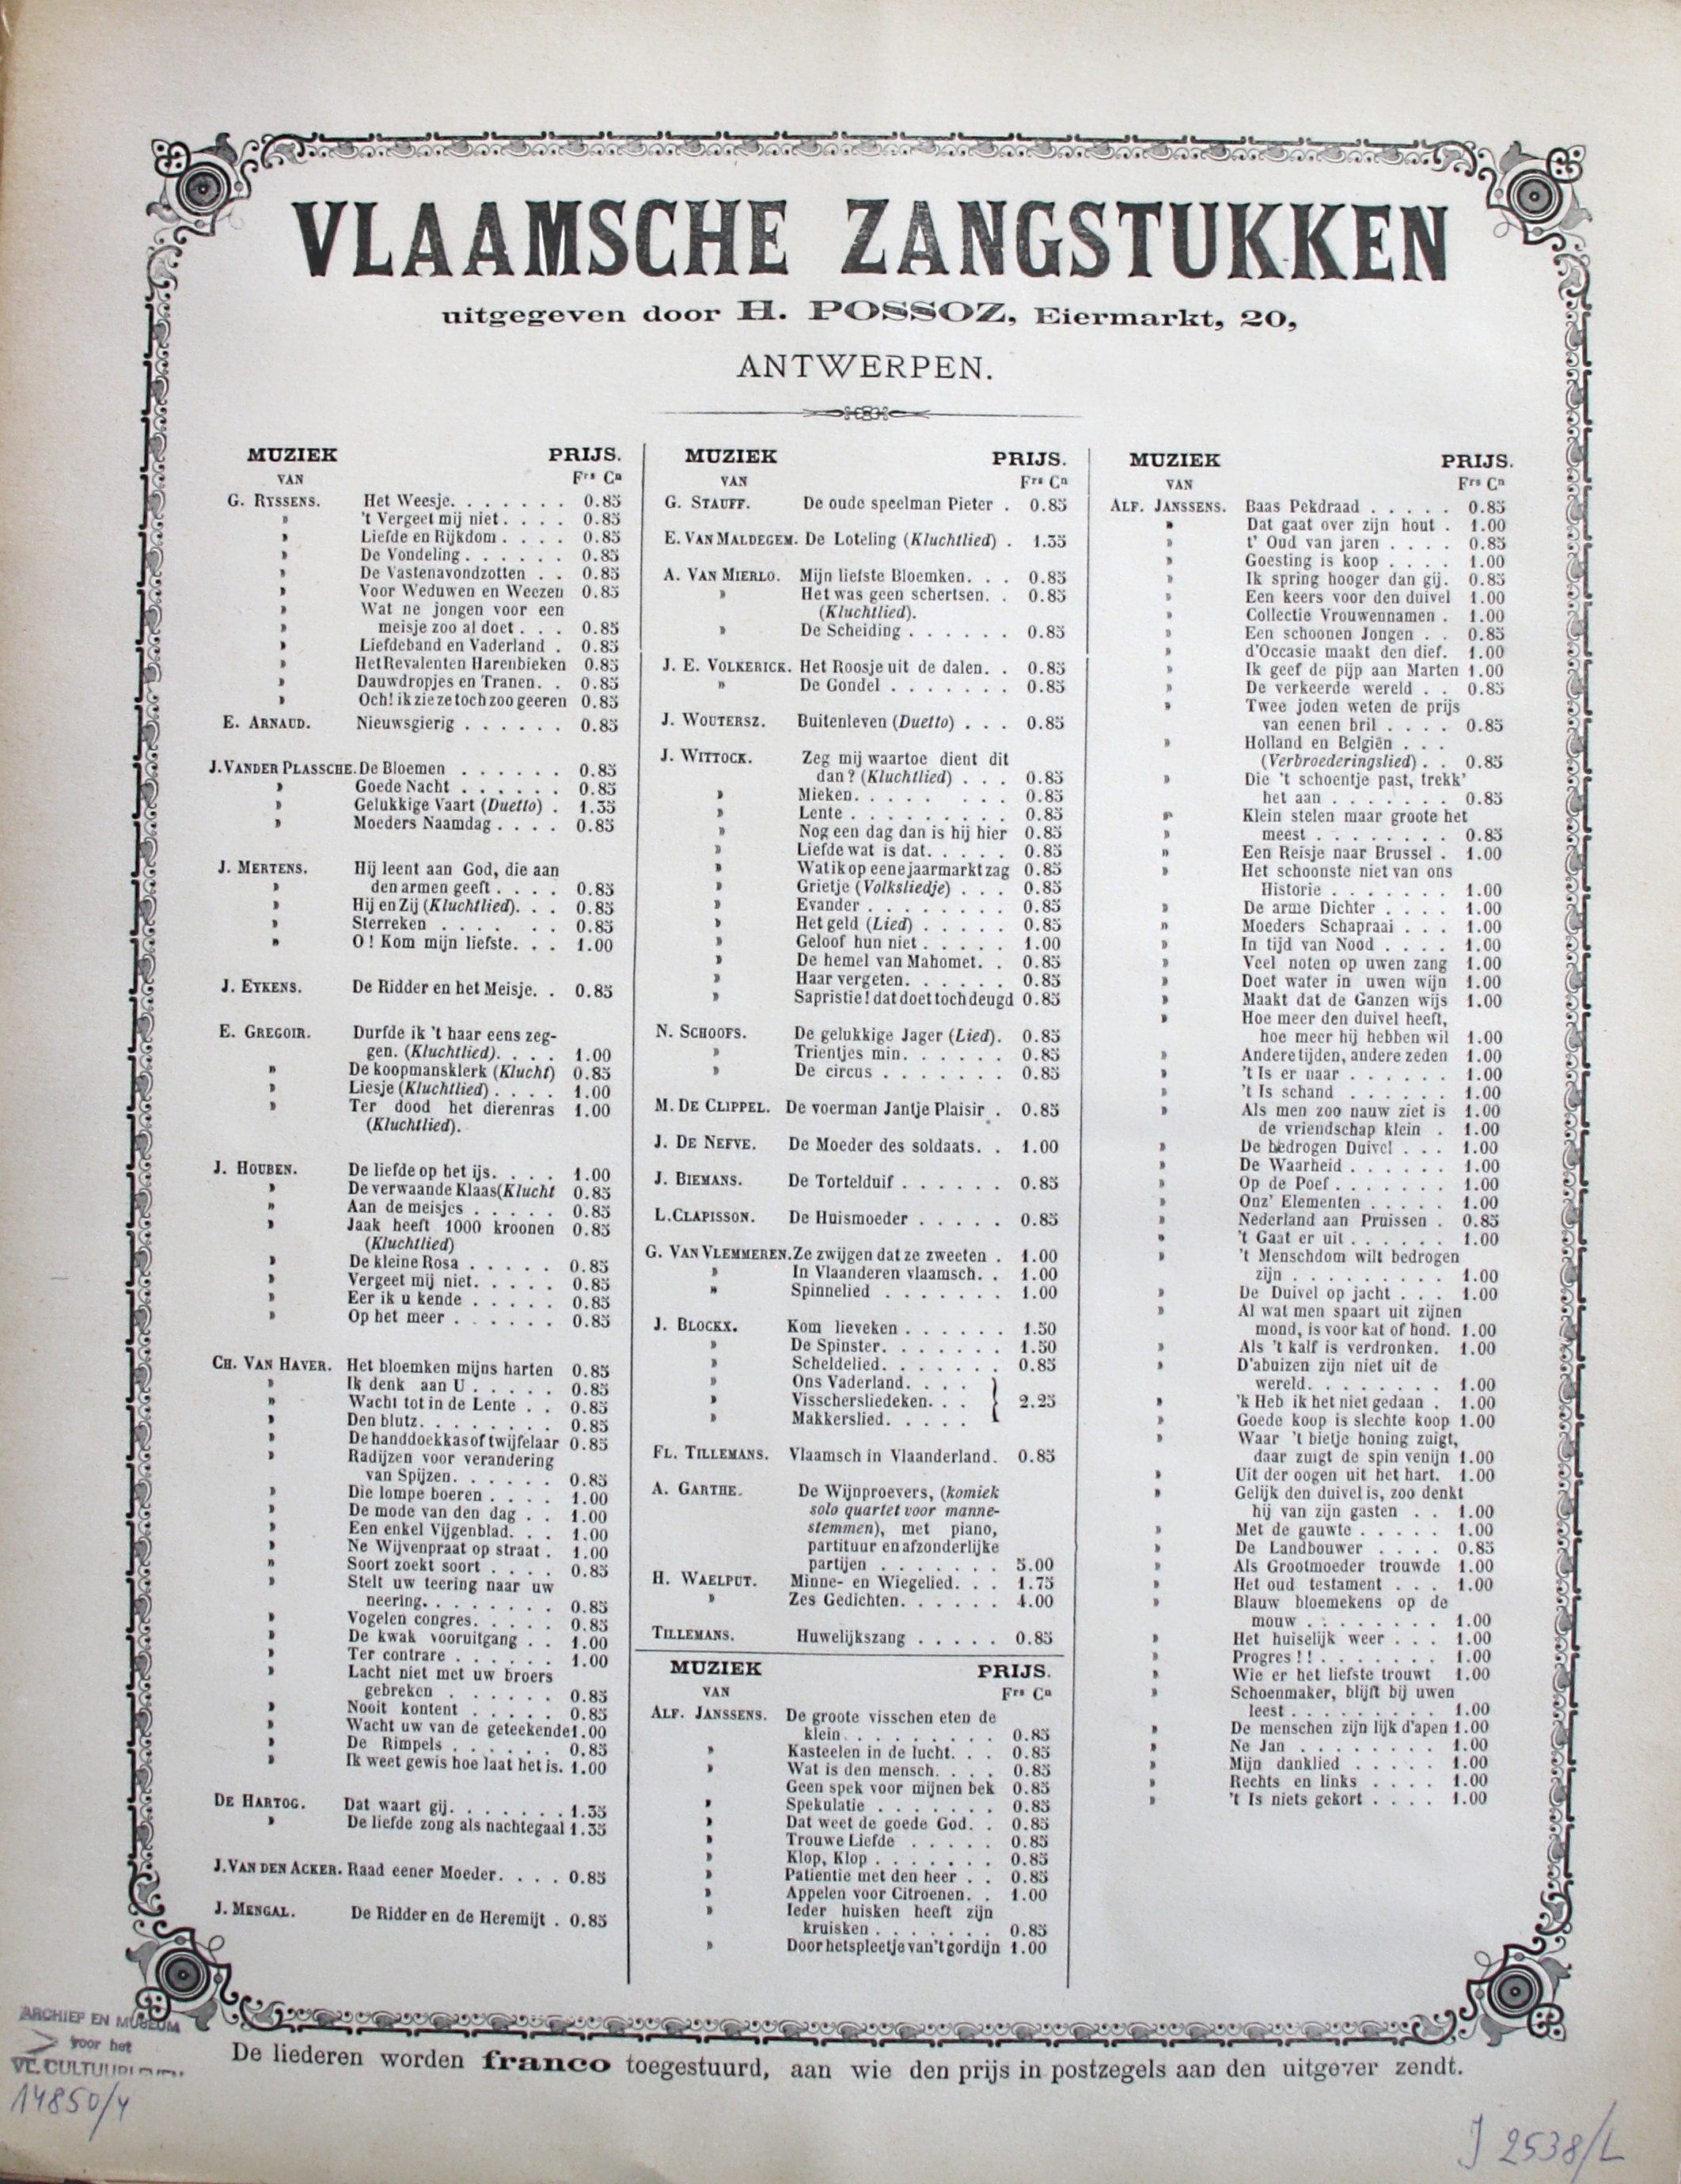 VLAAMSCHE ZANGSTUKKEN
uitgegeven door H. POSSOZ, Eiermarkt, 20,
ANTWERPEN.
MUZIEK PRIJS.
VAN Frs Cn
G. RYSSENS. Het Weesje. . . . . . . 0.85
» 't Vergeet mij niet . . . . 0.85
» Liefde en Rijkdom . . . . 0.85
» De Vondeling . . . . . . 0.85
» De Vastenavondzotten . . 0.85
» Voor Weduwen en Weezen 0.85
» Wat ne jongen voor een
» meisje zoo al doet . . . 0.85
» Liefdeband en Vaderland . 0.85
» Het Revalenten Harenbieken 0.85
» Dauwdropjes en Tranen. . 0.85
» Och! ik zie ze toch zoo geeren 0.85
E. ARNAUD. Nieuwsgierig . . . . . . 0.85
J. VANDER PLASSCHE. De Bloemen . . . . . . 0.85
» Goede Nacht . . . . . . 0.85
» Gelukkige Vaart (Duetto) . 1.35
» Moeders Naamdag . . . . 0.85
J. MERTENS. Hij leent aan God, die aan
» den armen geeft . . . . 0.85
» Hij en Zij (Kluchtlied). . . 0.85
» Sterreken . . . . . . 0.85
» O! Kom mijn liefste. . . 1.00
J. EYKENS. De Ridder en het Meisje. . 0.85
E. GREGOIR. Durfde ik 't haar eens zeg-
gen. (Kluchtlied). . . . 1.00
» De koopmansklerk (Klucht) 0.85
» Liesje (Kluchtlied) . . . . 1.00
» Ter dood het dierenras 1.00
(Kluchtlied).
J. HOUBEN. De liefde op het ijs. . . . 1.00
» De verwaande Klaas (Klucht 0.85
» Aan de meisjes . . . . . 0.85
» Jaak heeft 1000 kroonen 0.85
(Kluchtlied)
» De kleine Rosa . . . . . 0.85
» Vergeet mij niet. . . . . 0.85
» Eer ik u kende . . . . . 0.85
» Op het meer . . . . . . 0.85
CH. VAN HAVER. Het bloemken mijns harten 0.85
» Ik denk aan U . . . . . 0.85
» Wacht tot in de Lente . . 0.85
» Den blutz. . . . . . . . 0.85
» De handdoekkas of twijfelaar 0.85
» Radijzen voor verandering
van Spijzen. . . . . . 0.85
» Die lompe boeren . . . . 1.00
» De mode van den dag . . 1.00
» Een enkel Vijgenblad. . . 1.00
» Ne Wijvenpraat op straat . 1.00
» Soort zoekt soort . . . . 0.85
» Stelt uw teering naar uw
neering. . . . . . . . 0.85
» Vogelen congres. . . . . 0.85
» De kwak vooruitgang . . 1.00
» Ter contrare . . . . . . 1.00
» Lacht niet met uw broers
gebreken . . . . . . 0.85
» Nooit kontent . . . . . 0.85
» Wacht uw van de geteekende 1.00
» De Rimpels . . . . . . 0.85
» Ik weet gewis hoe laat het is. 1.00
DE HARTOG. Dat waart gij. . . . . . . 1.35
» De liefde zong als nachtegaal 1.35
J. VAN DEN ACKER. Raad eener Moeder. . . . 0.85
J. MENGAL. De Ridder en de Heremijt . 0.85
MUZIEK PRIJS.
VAN Frs Cn
G. STAUFF. De oude speelman Pieter . 0.85
E. VAN MALDEGEM. De Loteling (Kluchtlied) . 1.35
A. VAN MIERLO. Mijn liefste Bloemken. . . 0.85
» Het was geen schertsen. . 0.85
(Kluchtlied).
» De Scheiding . . . . . . 0.85
J. E. VOLKERICK. Het Roosje uit de dalen. . 0.85
» De Gondel . . . . . . . 0.85
J. WOUTERSZ. Buitenleven (Duetto) . . . 0.85
J. WITTOCK. Zeg mij waartoe dient dit
dan? (Kluchtlied) . . . 0.85
» Mieken. . . . . . . . 0.85
» Lente . . . . . . . . . 0.85
» Nog een dag dan is hij hier 0.85
» Liefde wat is dat. . . . . 0.85
» Wat ik op eene jaarmarkt zag 0.85
» Grietje (Volksliedje) . . . 0.85
» Evander . . . . . . . . 0.85
» Het geld (Lied) . . . . . 0.85
» Geloof hun niet . . . . . 1.00
» De hemel van Mahomet. . 0.85
» Haar vergeten. . . . . . 0.85
» Sapristie! dat doet toch deugd 0.85
N. SCHOOFS. De gelukkige Jager (Lied). 0.85
» Trientjes min. . . . . . 0.85
» De circus . . . . . . . 0.85
M. DE CLIPPEL. De voerman Jantje Plaisir . 0.85
J. DE NEFVE. De Moeder des soldaats. . 1.00
J. BIEMANS. De Tortelduif . . . . . . 0.85
L. CLAPISSON. De Huismoeder . . . . . 0.85
G. VAN VLEMMEREN. Ze zwijgen dat ze zweeten . 1.00
» In Vlaanderen vlaamsch. . 1.00
» Spinnelied . . . . . . . 1.00
J. BLOCKX. Kom lieveken . . . . . . 1.50
» De Spinster. . . . . . . 1.50
» Scheldelied. . . . . . . 0.85
» Ons Vaderland. . . .
» Visschersliedeken. . . } 2.25
» Makkerslied. . . . .
FL. TILLEMANS. Vlaamsch in Vlaanderland. 0.85
A. GARTHE. De Wijnproevers, (komiek
solo quartet voor manne-
stemmen), met piano,
partituur en afzonderlijke
partijen . . . . . . . 5.00
H. WAELPUT. Minne- en Wiegelied. . . 1.75
» Zes Gedichten. . . . . . 4.00
TILLEMANS. Huwelijkszang . . . . . 0.85
MUZIEK PRIJS.
VAN Frs Cn
ALF. JANSSENS. De groote visschen eten de
klein. . . . . . . . . 0.85
» Kasteelen in de lucht. . . 0.85
» Wat is den mensch. . . . 0.85
Geen spek voor mijnen bek 0.85
» Spekulatie . . . . . . . 0.85
» Dat weet de goede God. . 0.85
» Trouwe Liefde . . . . . 0.85
» Klop, Klop . . . . . . . 0.85
» Patientie met den heer . . 0.85
» Appelen voor Citroenen. . 1.00
» Ieder huisken heeft zijn
kruisken . . . . . . . 0.85
» Door het spleetje van 't gordijn 1.00
MUZIEK PRIJS.
VAN Frs Cn
ALF. JANSSENS. Baas Pekdraad . . . . . 0.85
» Dat gaat over zijn hout . 1.00
» t' Oud van jaren . . . . 0.85
» Goesting is koop . . . . 1.00
» Ik spring hooger dan gij. 0.85
» Een keers voor den duivel 1.00
» Collectie Vrouwennamen . 1.00
» Een schoonen Jongen . . 0.85
» d'Occasie maakt den dief. 1.00
» Ik geef de pijp aan Marten 1.00
» De verkeerde wereld . . 0.85
» Twee joden weten de prijs
van eenen bril . . . . 0.85
» Holland en Belgiën . . .
(Verbroederingslied) . . 0.85
» Die 't schoentje past, trekk'
het aan . . . . . . . 0.85
» Klein stelen maar groote het
» meest . . . . . . . . 0.85
» Een Reisje naar Brussel . 1.00
» Het schoonste niet van ons
Historie . . . . . . . 1.00
» De arme Dichter . . . . 1.00
» Moeders Schapraai . . . 1.00
» In tijd van Nood . . . . 1.00
» Veel noten op uwen zang 1.00
» Doet water in uwen wijn 1.00
» Maakt dat de Ganzen wijs 1.00
» Hoe meer den duivel heeft,
hoe meer hij hebben wil 1.00
» Andere tijden, andere zeden 1.00
» 't Is er naar . . . . . . 1.00
» 't Is schand . . . . . . 1.00
» Als men zoo nauw ziet is 1.00
de vriendschap klein . 1.00
» De bedrogen Duivel . . . 1.00
» De Waarheid . . . . . . 1.00
» Op de Poef . . . . . . . 1.00
» Onz' Elementen . . . . . 1.00
» Nederland aan Pruissen . 0.85
» 't Gaat er uit . . . . . . 1.00
» 't Menschdom wilt bedrogen
zijn . . . . . . . . . 1.00
» De Duivel op jacht . . . 1.00
» Al wat men spaart uit zijnen
mond, is voor kat of hond. 1.00
» Als 't kalf is verdronken. 1.00
» D'abuizen zijn niet uit de
wereld. . . . . . . . 1.00
» 'k Heb ik het niet gedaan . 1.00
» Goede koop is slechte koop 1.00
» Waar 't bietje honing zuigt,
daar zuigt de spin venijn 1.00
» Uit der oogen uit het hart. 1.00
» Gelijk den duivel is, zoo denkt
hij van zijn gasten . . 1.00
» Met de gauwte . . . . . 1.00
» De Landbouwer . . . . 0.85
» Als Grootmoeder trouwde 1.00
» Het oud testament . . . 1.00
» Blauw bloemekens op de
mouw . . . . . . . . 1.00
» Het huiselijk weer . . . 1.00
» Progres!! . . . . . . . 1.00
» Wie er het liefste trouwt 1.00
» Schoenmaker, blijft bij uwen
leest . . . . . . . . . 1.00
» De menschen zijn lijk d'apen 1.00
» Ne Jan . . . . . . . . 1.00
» Mijn danklied . . . . . 1.00
» Rechts en links . . . . 1.00
» 't Is niets gekort . . . . 1.00
De liederen worden franco toegestuurd, aan wie den prijs in postzegels aan den uitgever zendt.
ARCHIEF EN MUSEUM
voor het
VL. CULTUURLEVEN
14850/4
J 2538/L